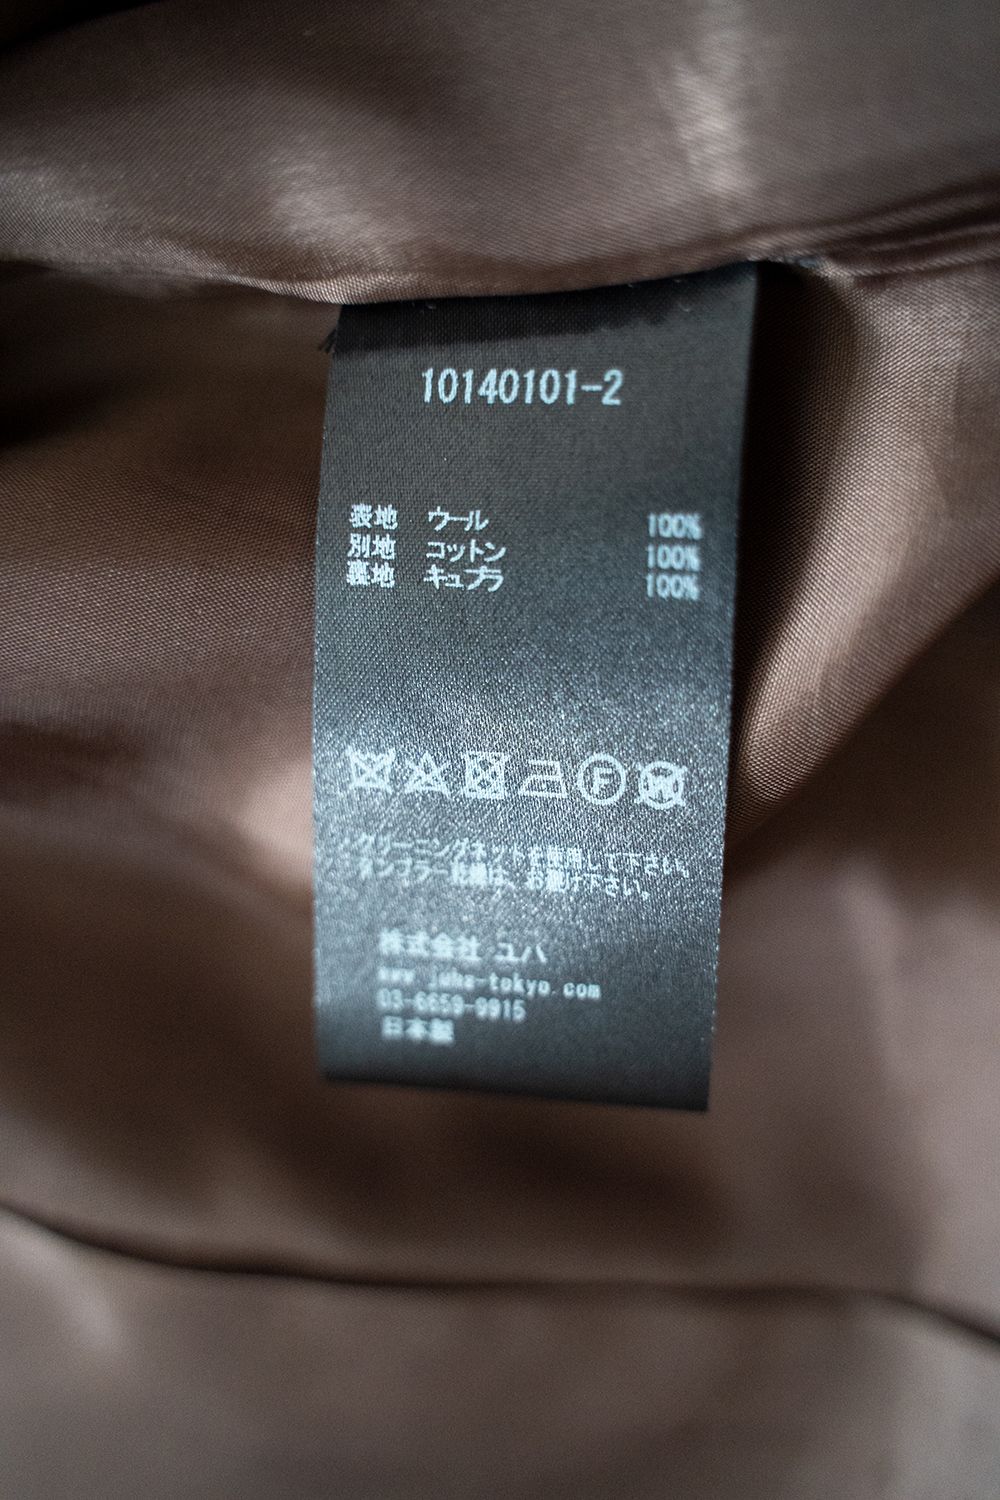 10140101-2
表地 ウール 100%
別地 コットン 100%
裏地 キュプラ 100%
F
W
クリーニングネットを使用して下さい。
タンブラー乾燥は、お避け下さい。
株式会社 ユハ
www.juha-tokyo.com
03-6659-9915
日本製